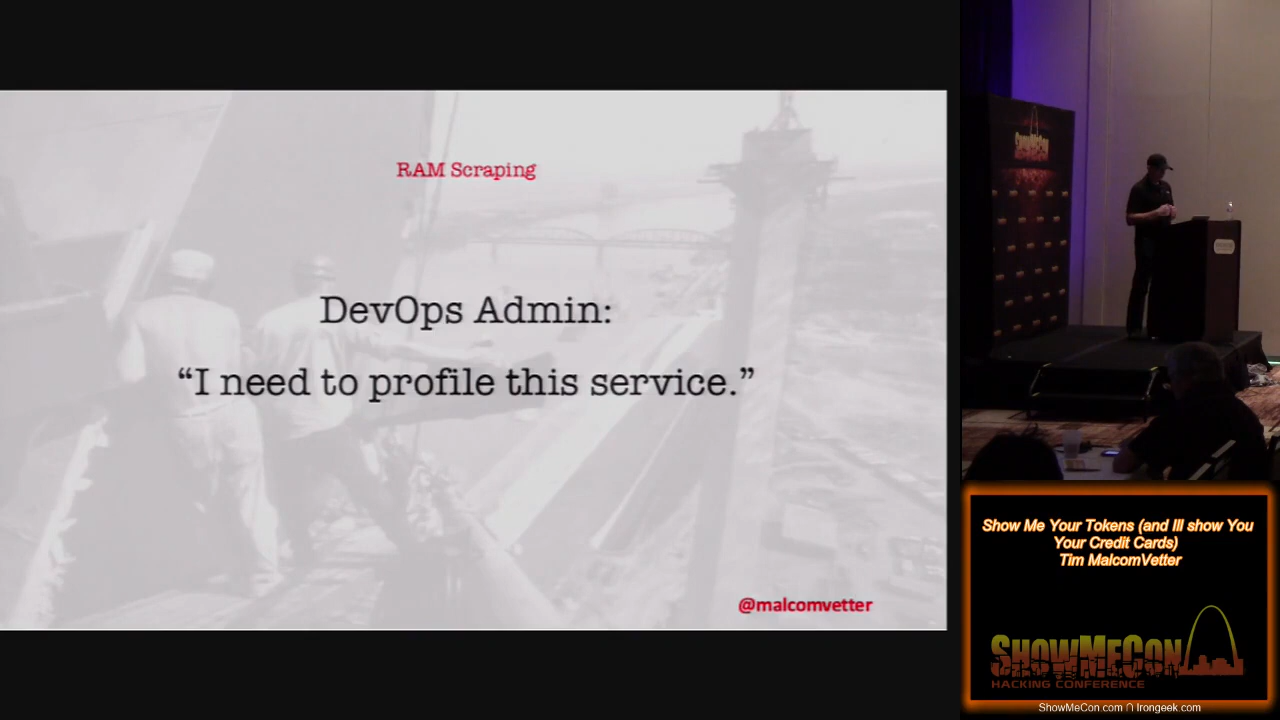 RAM Scraping
DevOps Admin:
“I need to profile this service.”
@malcomvetter
ShowMeCon
Show Me Your Tokens (and Ill show You
Your Credit Cards)
Tim MalcomVetter
ShowMeCon
HACKING CONFERENCE
ShowMeCon.com ∩ Irongeek.com